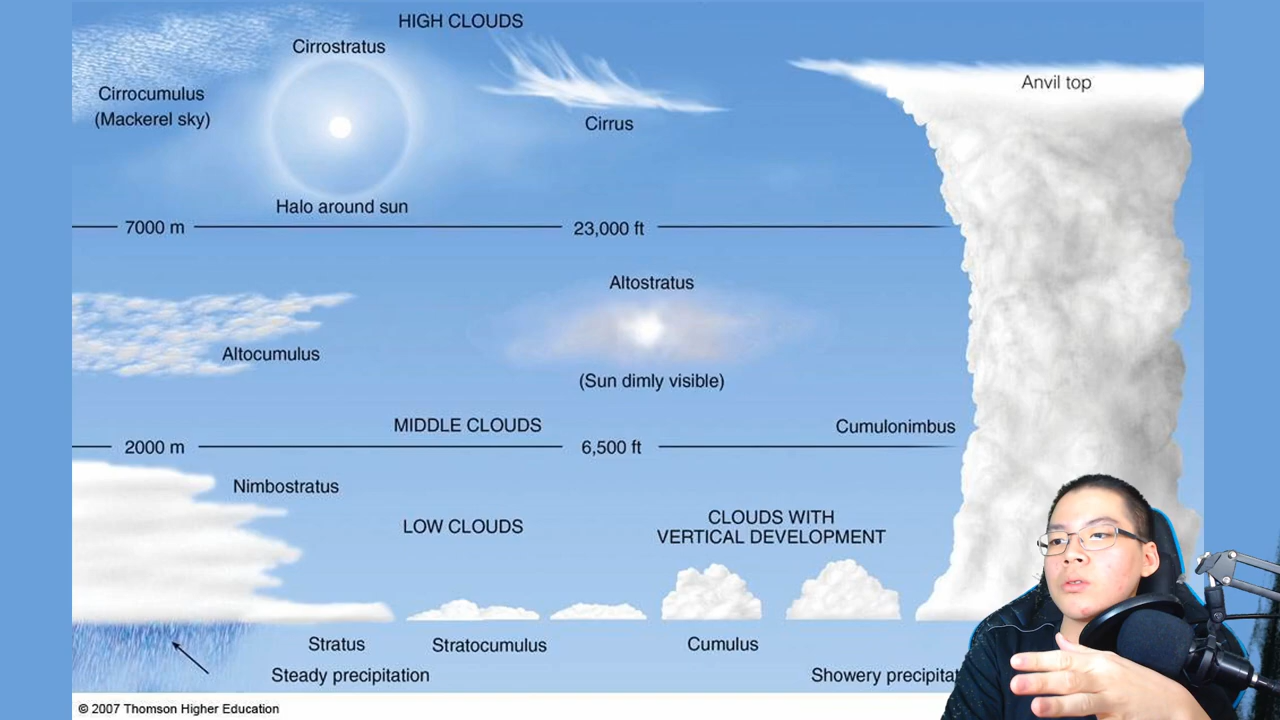 HIGH CLOUDS
Cirrostratus
Cirrocumulus
(Mackerel sky)
Cirrus
Anvil top
Halo around sun
7000 m
23,000 ft
Altostratus
Altocumulus
(Sun dimly visible)
MIDDLE CLOUDS
Cumulonimbus
2000 m
6,500 ft
Nimbostratus
LOW CLOUDS
CLOUDS WITH
VERTICAL DEVELOPMENT
Stratus
Stratocumulus
Cumulus
Steady precipitation
Showery precipitat
© 2007 Thomson Higher Education